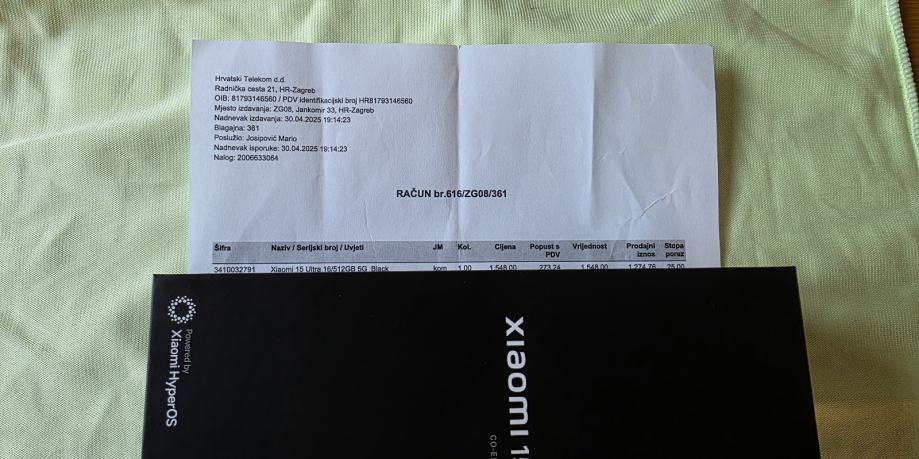 Hrvatski Telekom d.d.
Radnička cesta 21, HR-Zagreb
OIB: 81793146560 / PDV identifikacijski broj HR81793146560
Mjesto izdavanja: ZG08, Jankomir 33, HR-Zagreb
Nadnevak izdavanja: 30.04.2025 19:14:23
Blagajna: 361
Poslužio: Josipović Mario
Nadnevak isporuke: 30.04.2025 19:14:23
Nalog: 2006633064
RAČUN br.616/ZG08/361
Šifra Naziv / Serijski broj / Uvjeti JM Kol. Cijena Popust s PDV Vrijednost Prodajni iznos Stopa porez
3410032791 Xiaomi 15 Ultra 16/512GB 5G Black kom 1,00 1.548,00 273,24 1.548,00 1.274,76 25,00
Powered by
Xiaomi HyperOS
xiaomi 15
CO-E